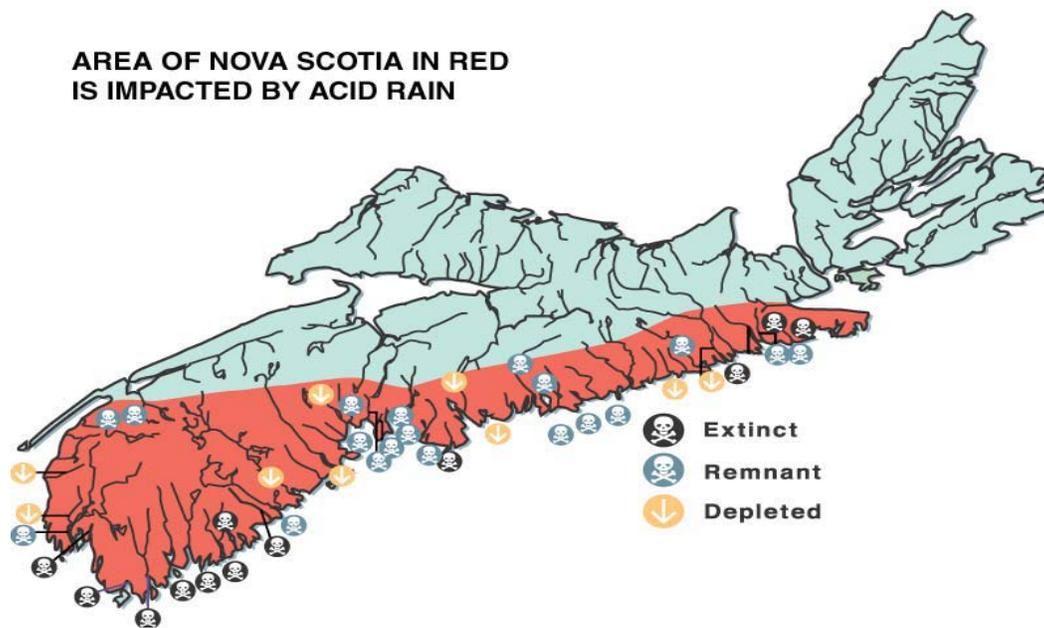 AREA OF NOVA SCOTIA IN RED
IS IMPACTED BY ACID RAIN
Extinct
Remnant
Depleted